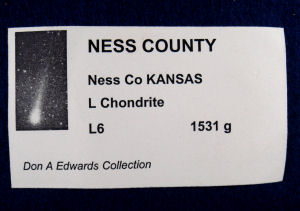 NESS COUNTY
Ness Co KANSAS
L Chondrite
L6 1531 g
Don A Edwards Collection